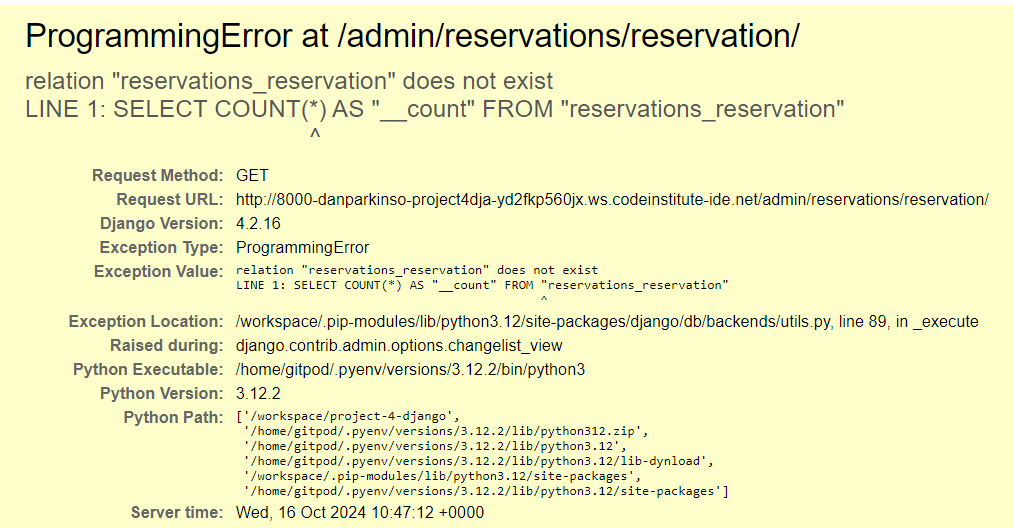 ProgrammingError at /admin/reservations/reservation/
relation "reservations_reservation" does not exist
LINE 1: SELECT COUNT(*) AS "__count" FROM "reservations_reservation"
^
Request Method: GET
Request URL: http://8000-danparkinso-project4dja-yd2fkp560jx.ws.codeinstitute-ide.net/admin/reservations/reservation/
Django Version: 4.2.16
Exception Type: ProgrammingError
Exception Value: relation "reservations_reservation" does not exist
LINE 1: SELECT COUNT(*) AS "__count" FROM "reservations_reservation"
^
Exception Location: /workspace/.pip-modules/lib/python3.12/site-packages/django/db/backends/utils.py, line 89, in _execute
Raised during: django.contrib.admin.options.changelist_view
Python Executable: /home/gitpod/.pyenv/versions/3.12.2/bin/python3
Python Version: 3.12.2
Python Path: ['/workspace/project-4-django',
'/home/gitpod/.pyenv/versions/3.12.2/lib/python312.zip',
'/home/gitpod/.pyenv/versions/3.12.2/lib/python3.12',
'/home/gitpod/.pyenv/versions/3.12.2/lib/python3.12/lib-dynload',
'/workspace/.pip-modules/lib/python3.12/site-packages',
'/home/gitpod/.pyenv/versions/3.12.2/lib/python3.12/site-packages']
Server time: Wed, 16 Oct 2024 10:47:12 +0000